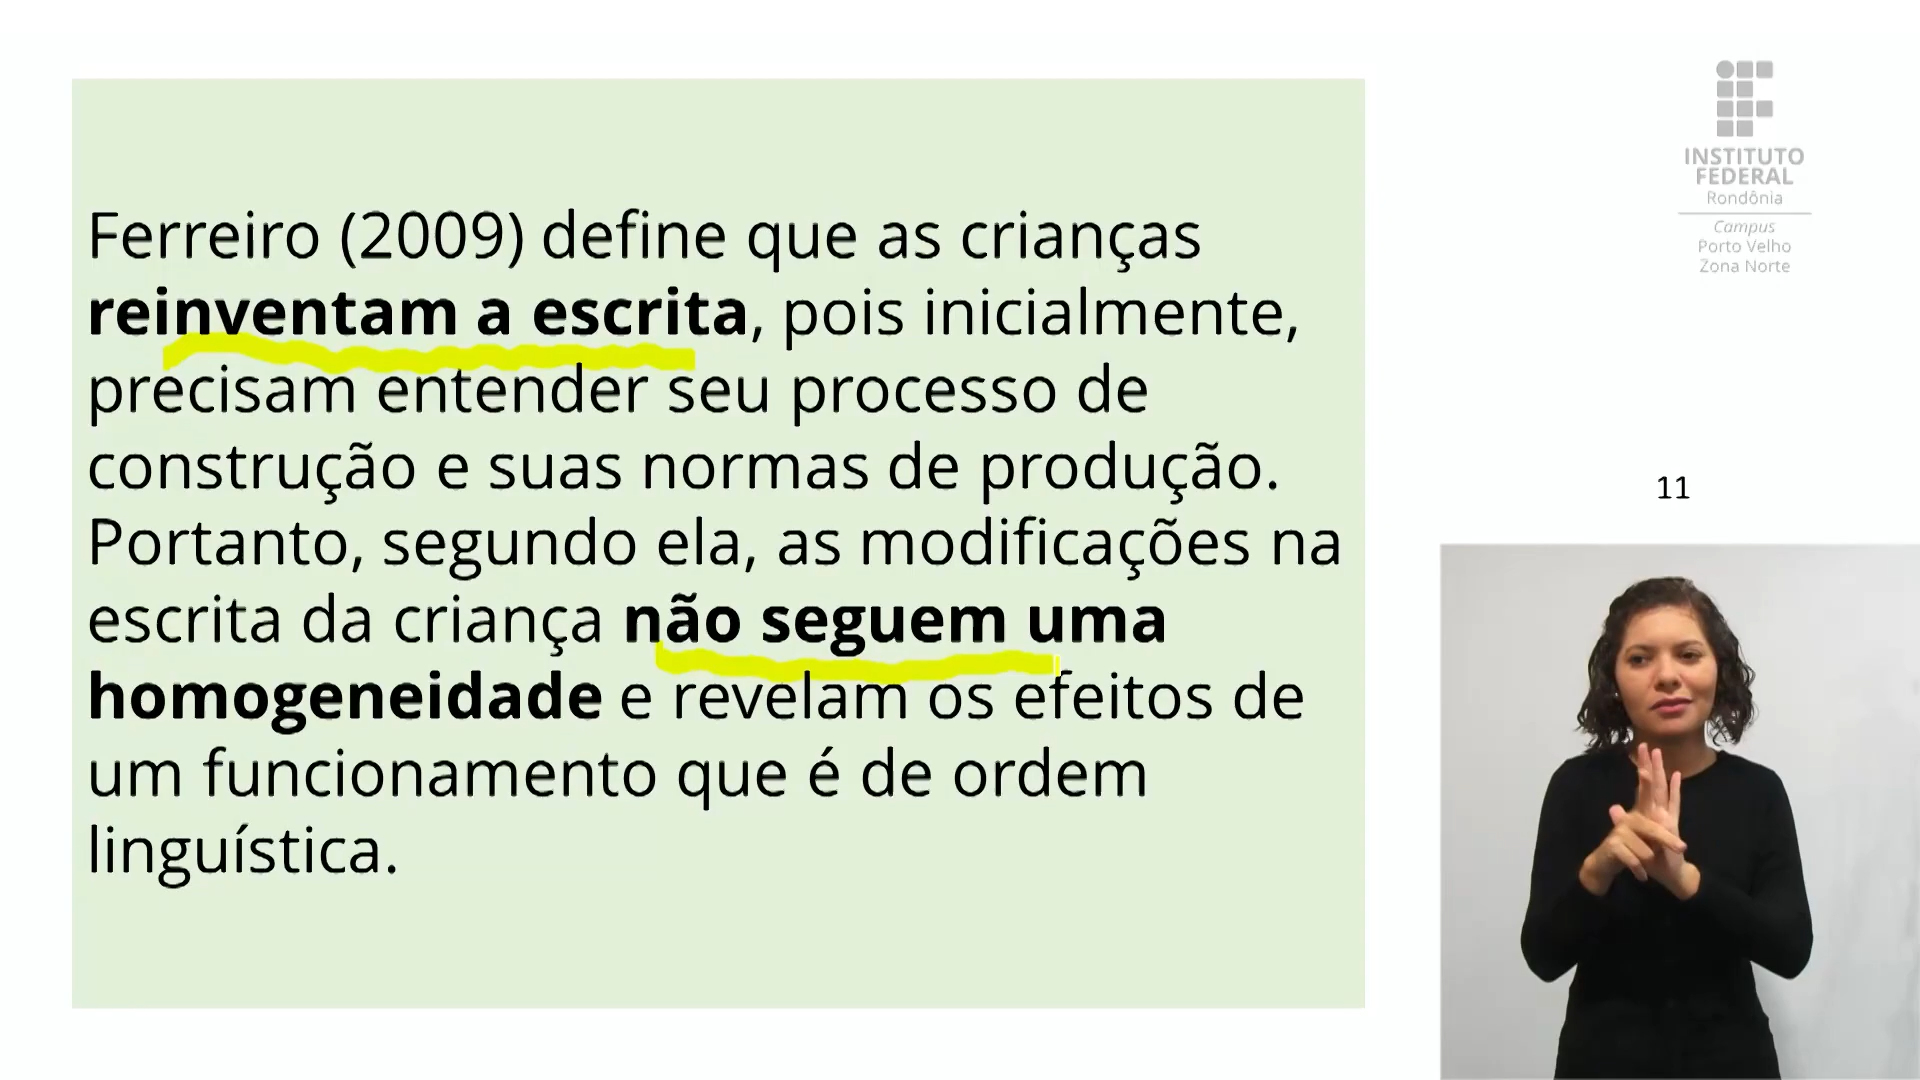 Ferreiro (2009) define que as crianças
reinventam a escrita, pois inicialmente,
precisam entender seu processo de
construção e suas normas de produção.
Portanto, segundo ela, as modificações na
escrita da criança não seguem uma
homogeneidade e revelam os efeitos de
um funcionamento que é de ordem
linguística.
INSTITUTO
FEDERAL
Rondônia
Campus
Porto Velho
Zona Norte
11